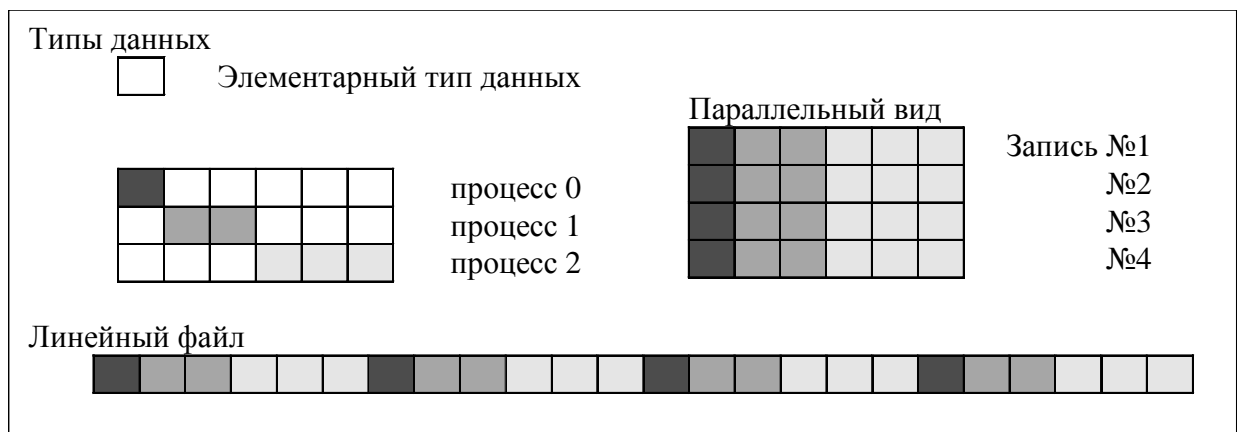 Типы данных
Элементарный тип данных
Параллельный вид
Запись №1
№2
№3
№4
процесс 0
процесс 1
процесс 2
Линейный файл